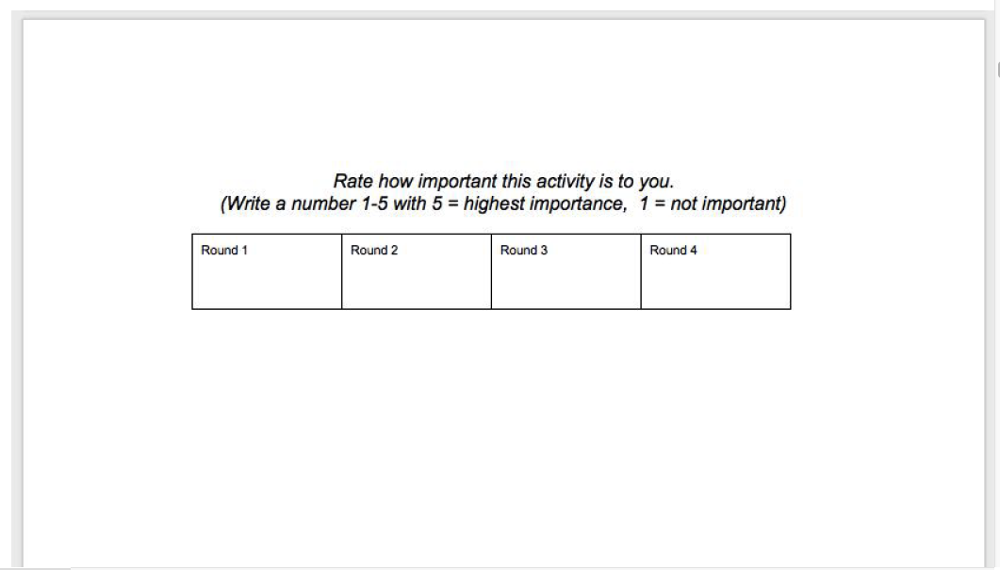 Rate how important this activity is to you.
(Write a number 1-5 with 5 = highest importance,  1 = not important)
Round 1
Round 2
Round 3
Round 4